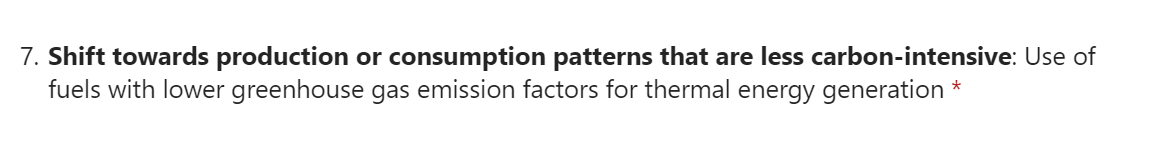 7. Shift towards production or consumption patterns that are less carbon-intensive: Use of
fuels with lower greenhouse gas emission factors for thermal energy generation *